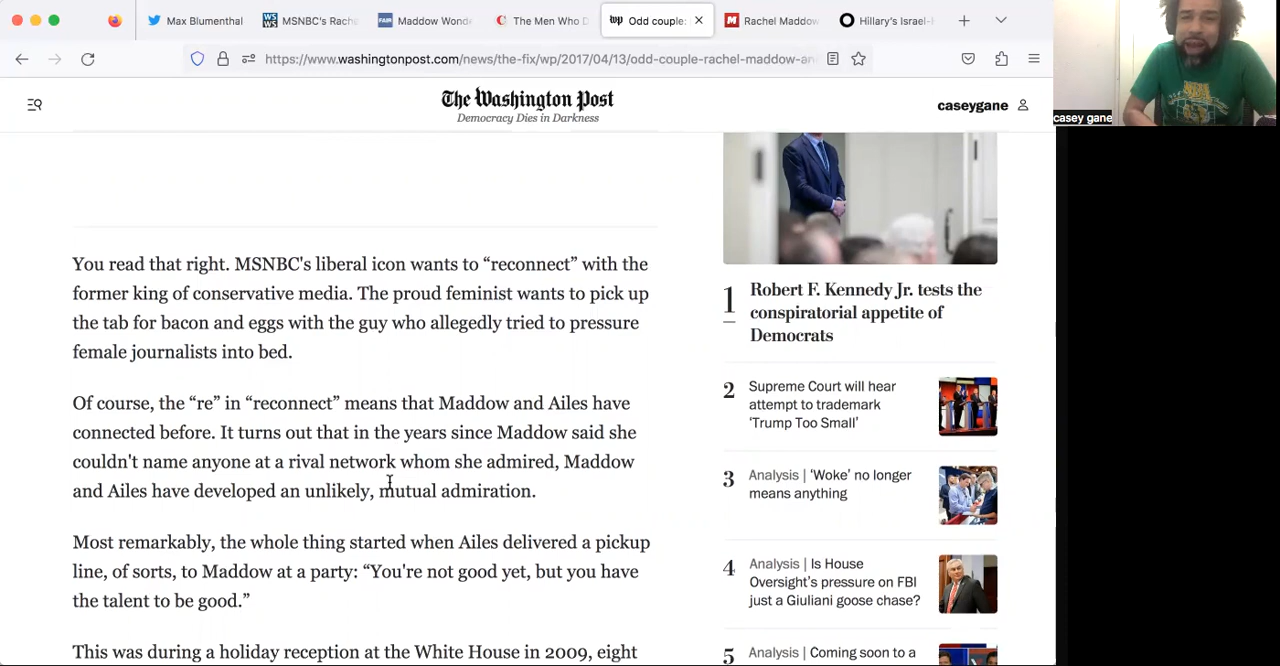 Max Blumenthal
MSNBC's Rach
Maddow Wond
The Men Who D
Odd couple:
Rachel Maddow
Hillary's Israel-
https://www.washingtonpost.com/news/the-fix/wp/2017/04/13/odd-couple-rachel-maddow-an
The Washington Post
Democracy Dies in Darkness
caseygane
casey gane
You read that right. MSNBC's liberal icon wants to “reconnect” with the
former king of conservative media. The proud feminist wants to pick up
the tab for bacon and eggs with the guy who allegedly tried to pressure
female journalists into bed.
Of course, the “re” in “reconnect” means that Maddow and Ailes have
connected before. It turns out that in the years since Maddow said she
couldn't name anyone at a rival network whom she admired, Maddow
and Ailes have developed an unlikely, mutual admiration.
Most remarkably, the whole thing started when Ailes delivered a pickup
line, of sorts, to Maddow at a party: “You're not good yet, but you have
the talent to be good.”
This was during a holiday reception at the White House in 2009, eight
1
Robert F. Kennedy Jr. tests the
conspiratorial appetite of
Democrats
2
Supreme Court will hear
attempt to trademark
‘Trump Too Small’
3
Analysis | ‘Woke’ no longer
means anything
4
Analysis | Is House
Oversight's pressure on FBI
just a Giuliani goose chase?
5
Analysis | Coming soon to a